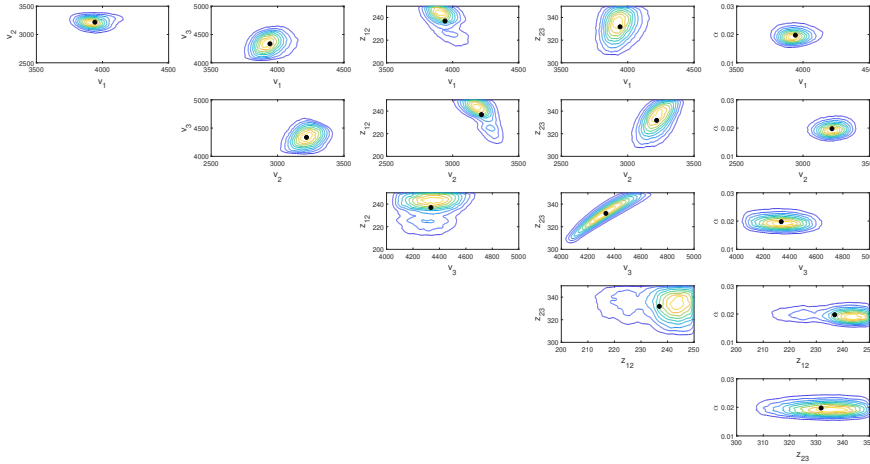 3500 5000 240 340 0.03
v₂ 3000 v₃ 4500 z₁₂ 220 z₂₃ 320 α 0.02
2500 4000 200 300 0.01
3500 4000 4500 3500 4000 4500 3500 4000 4500 3500 4000 4500 3500 4000 4500
v₁ v₁ v₁ v₁ v₁
5000 240 340 0.03
v₃ 4500 z₁₂ 220 z₂₃ 320 α 0.02
4000 200 300 0.01
2500 3000 3500 2500 3000 3500 2500 3000 3500 2500 3000 3500
v₂ v₂ v₂ v₂
240 340 0.03
z₁₂ 220 z₂₃ 320 α 0.02
200 300 0.01
4000 4200 4400 4600 4800 5000 4000 4200 4400 4600 4800 5000 4000 4200 4400 4600 4800 5000
v₃ v₃ v₃
340 0.03
z₂₃ 320 α 0.02
300 0.01
200 210 220 230 240 250 200 210 220 230 240 250
z₁₂ z₁₂
0.03
α 0.02
0.01
300 310 320 330 340 350
z₂₃